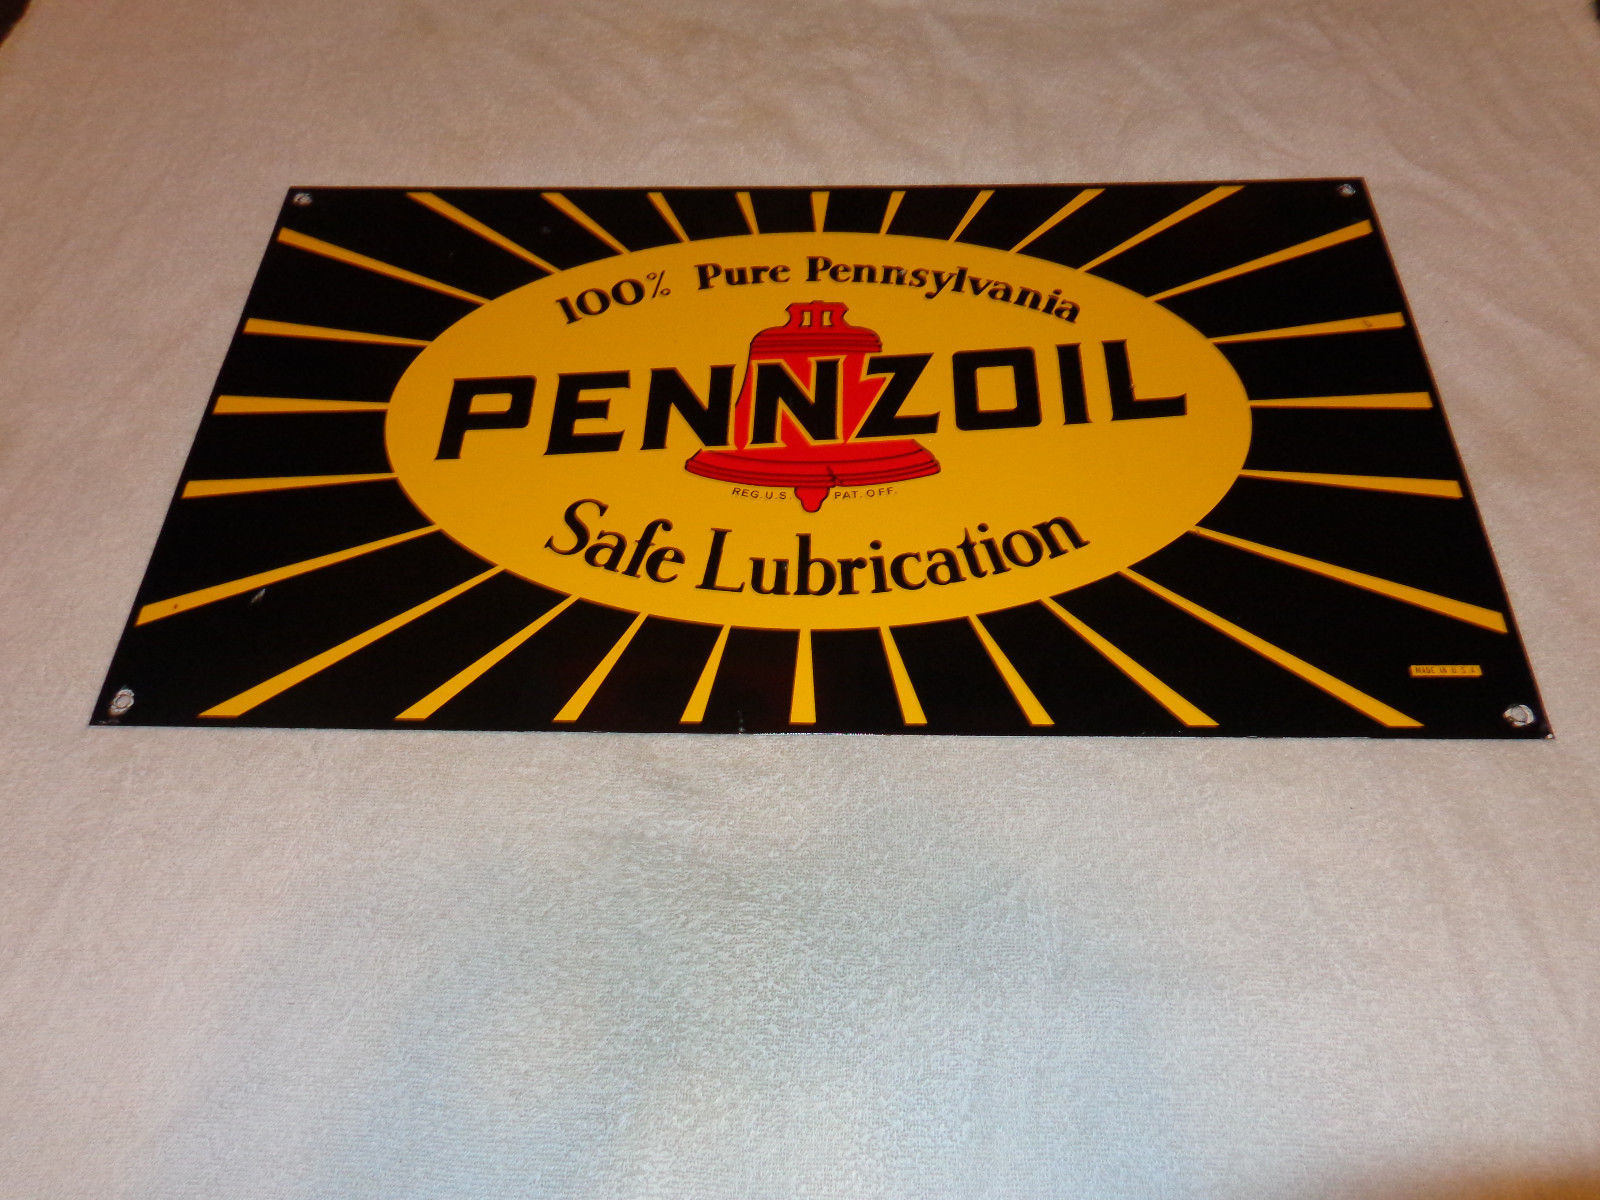 100% Pure Pennsylvania
PENNZOIL
REG. U.S. PAT. OFF.
Safe Lubrication
MADE IN U.S.A.